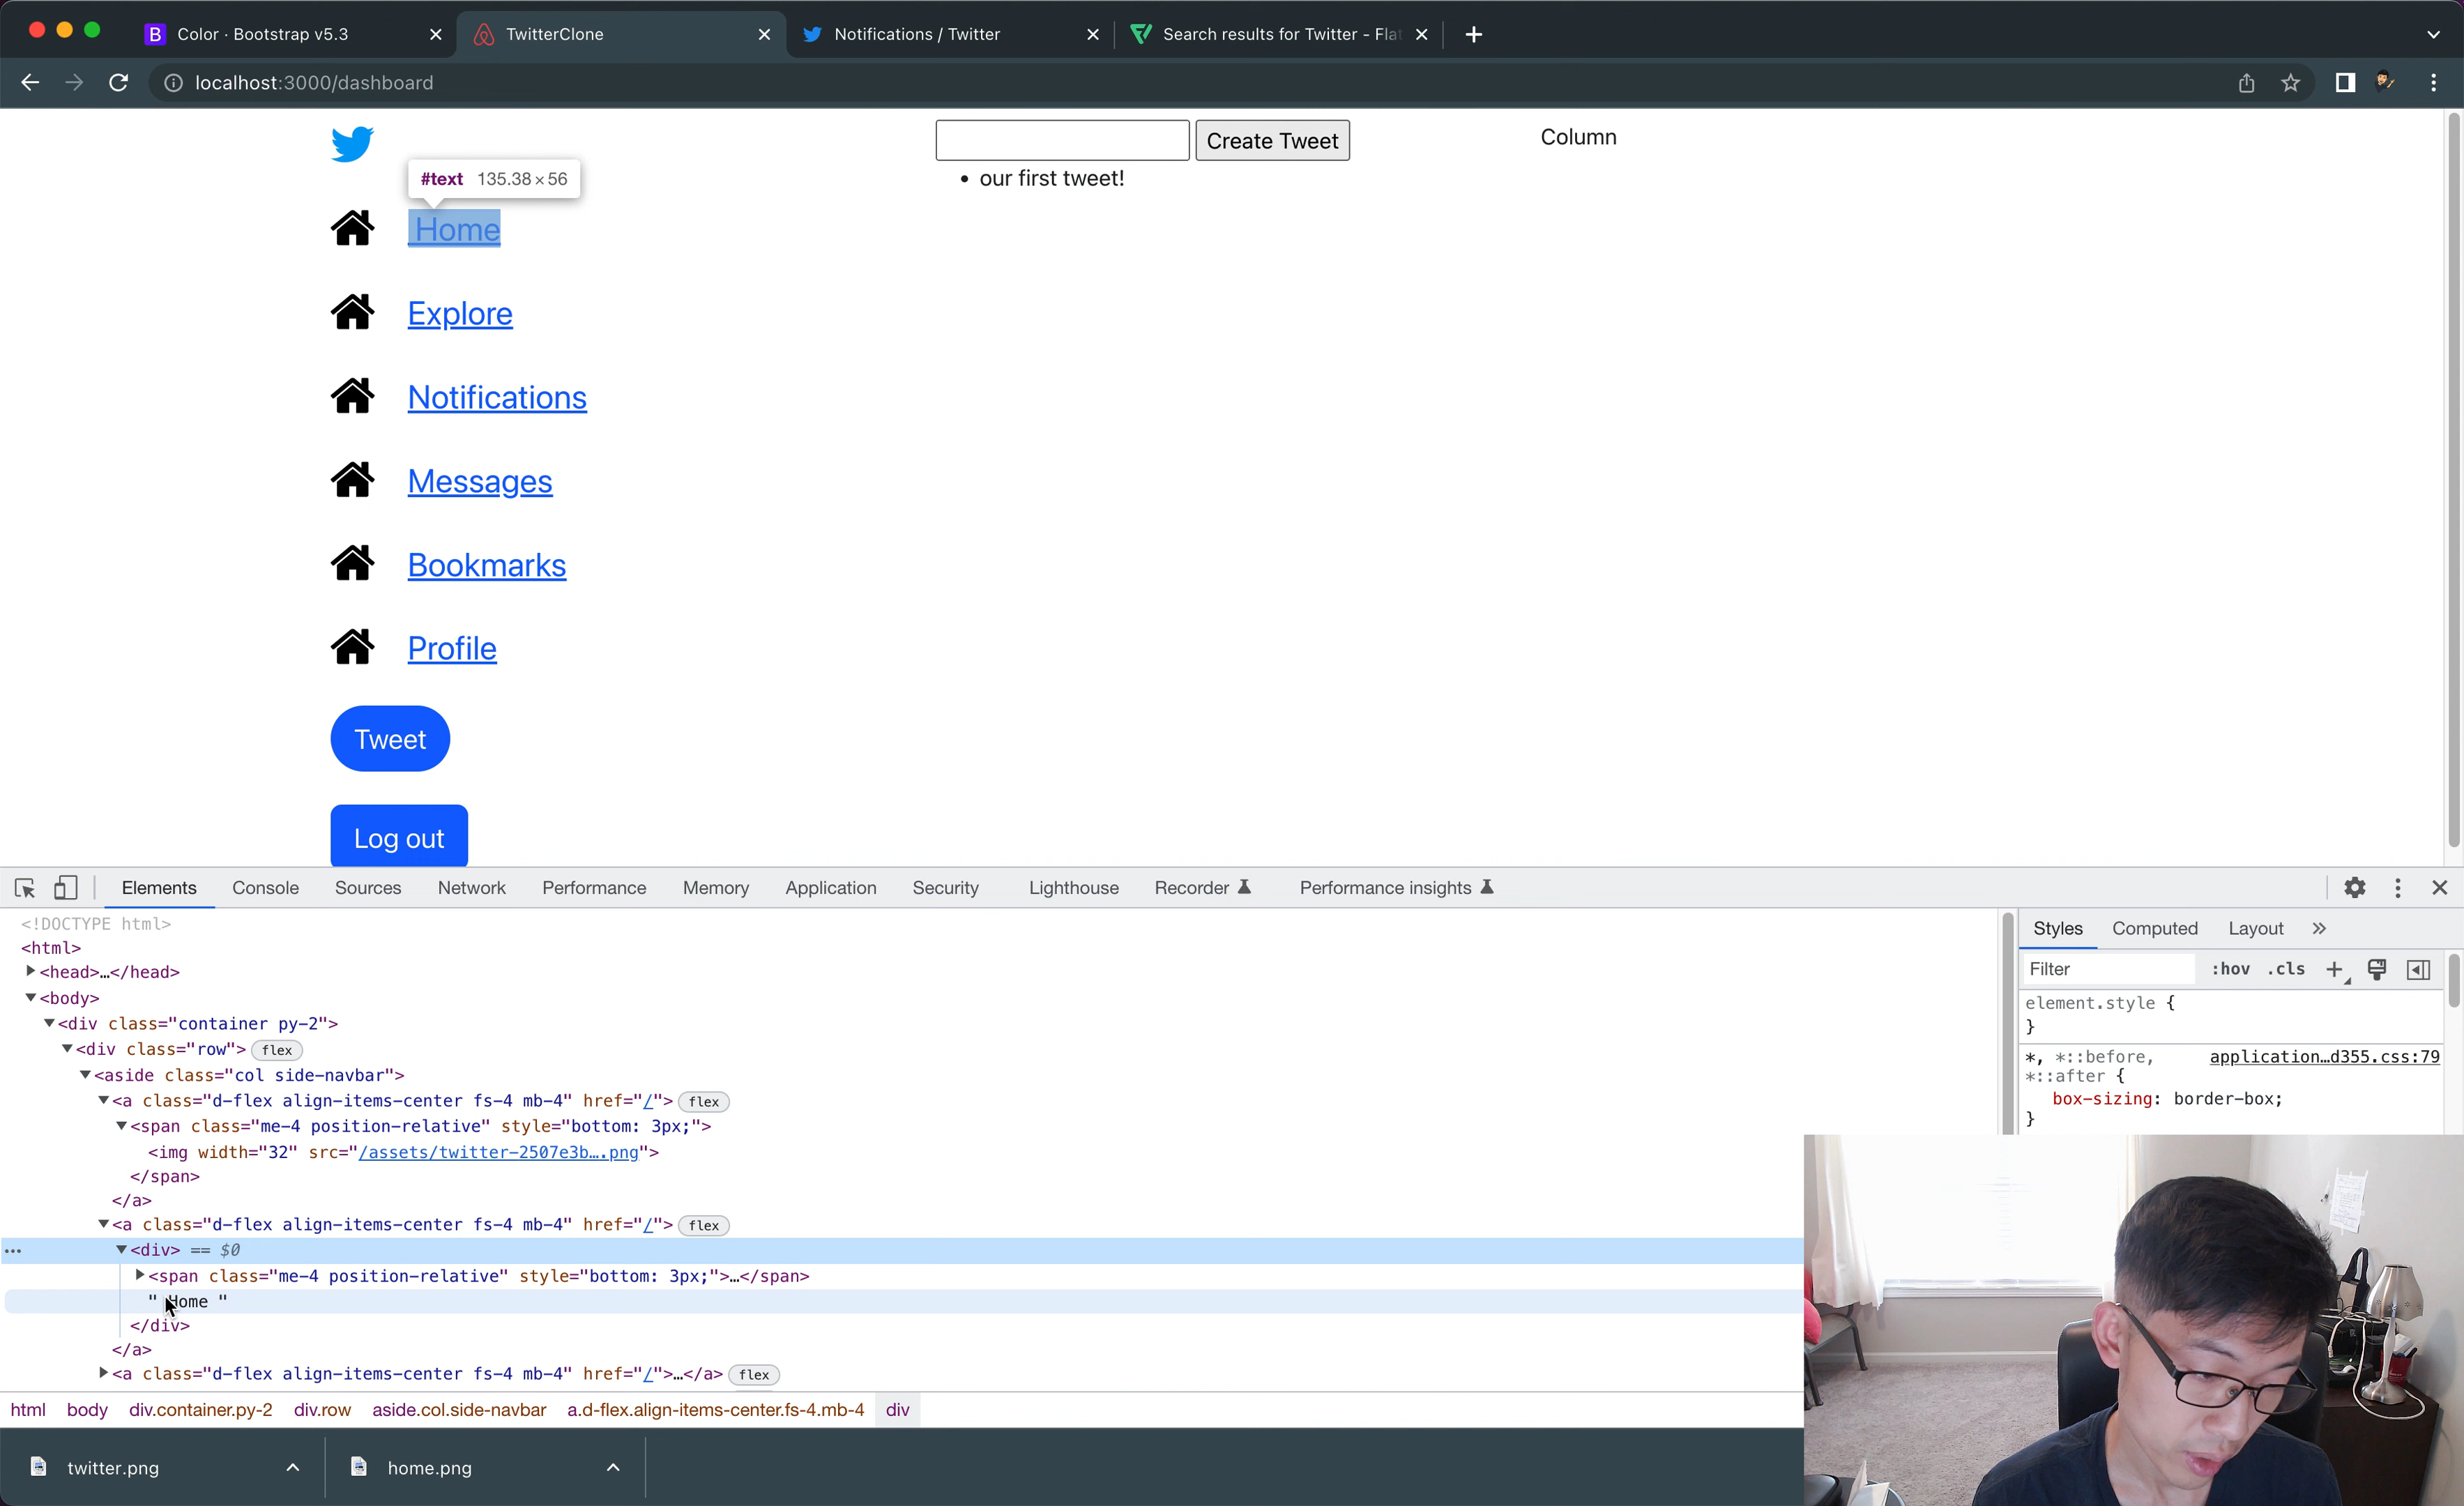 Color · Bootstrap v5.3
TwitterClone
Notifications / Twitter
Search results for Twitter - Flat
localhost:3000/dashboard
Create Tweet
Column
our first tweet!
#text 135.38×56
Home
Explore
Notifications
Messages
Bookmarks
Profile
Tweet
Log out
Elements Console Sources Network Performance Memory Application Security Lighthouse Recorder Performance insights
<!DOCTYPE html>
<html>
<head>…</head>
<body>
<div class="container py-2">
<div class="row"> flex
<aside class="col side-navbar">
<a class="d-flex align-items-center fs-4 mb-4" href="/"> flex
<span class="me-4 position-relative" style="bottom: 3px;">
<img width="32" src="/assets/twitter-2507e3b….png">
</span>
</a>
<a class="d-flex align-items-center fs-4 mb-4" href="/"> flex
<div> == $0
<span class="me-4 position-relative" style="bottom: 3px;">…</span>
" Home "
</div>
</a>
<a class="d-flex align-items-center fs-4 mb-4" href="/">…</a> flex
html body div.container.py-2 div.row aside.col.side-navbar a.d-flex.align-items-center.fs-4.mb-4 div
Styles Computed Layout »
Filter :hov .cls +
element.style {
}
*, *::before, application…d355.css:79
*::after {
box-sizing: border-box;
}
twitter.png
home.png